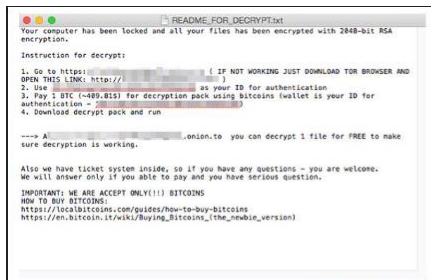 README_FOR_DECRYPT.txt
Your computer has been locked and all your files has been encrypted with 2048-bit RSA
encryption.
Instruction for decrypt:
1. Go to https: ( IF NOT WORKING JUST DOWNLOAD TOR BROWSER AND
OPEN THIS LINK: http:// )
2. Use as your ID for authentication
3. Pay 1 BTC (~409.81$) for decryption pack using bitcoins (wallet is your ID for
authentication - )
4. Download decrypt pack and run
---> A .onion.to you can decrypt 1 file for FREE to make
sure decryption is working.
Also we have ticket system inside, so if you have any questions - you are welcome.
We will answer only if you able to pay and you have serious question.
IMPORTANT: WE ARE ACCEPT ONLY(!!) BITCOINS
HOW TO BUY BITCOINS:
https://localbitcoins.com/guides/how-to-buy-bitcoins
https://en.bitcoin.it/wiki/Buying_Bitcoins_(the_newbie_version)